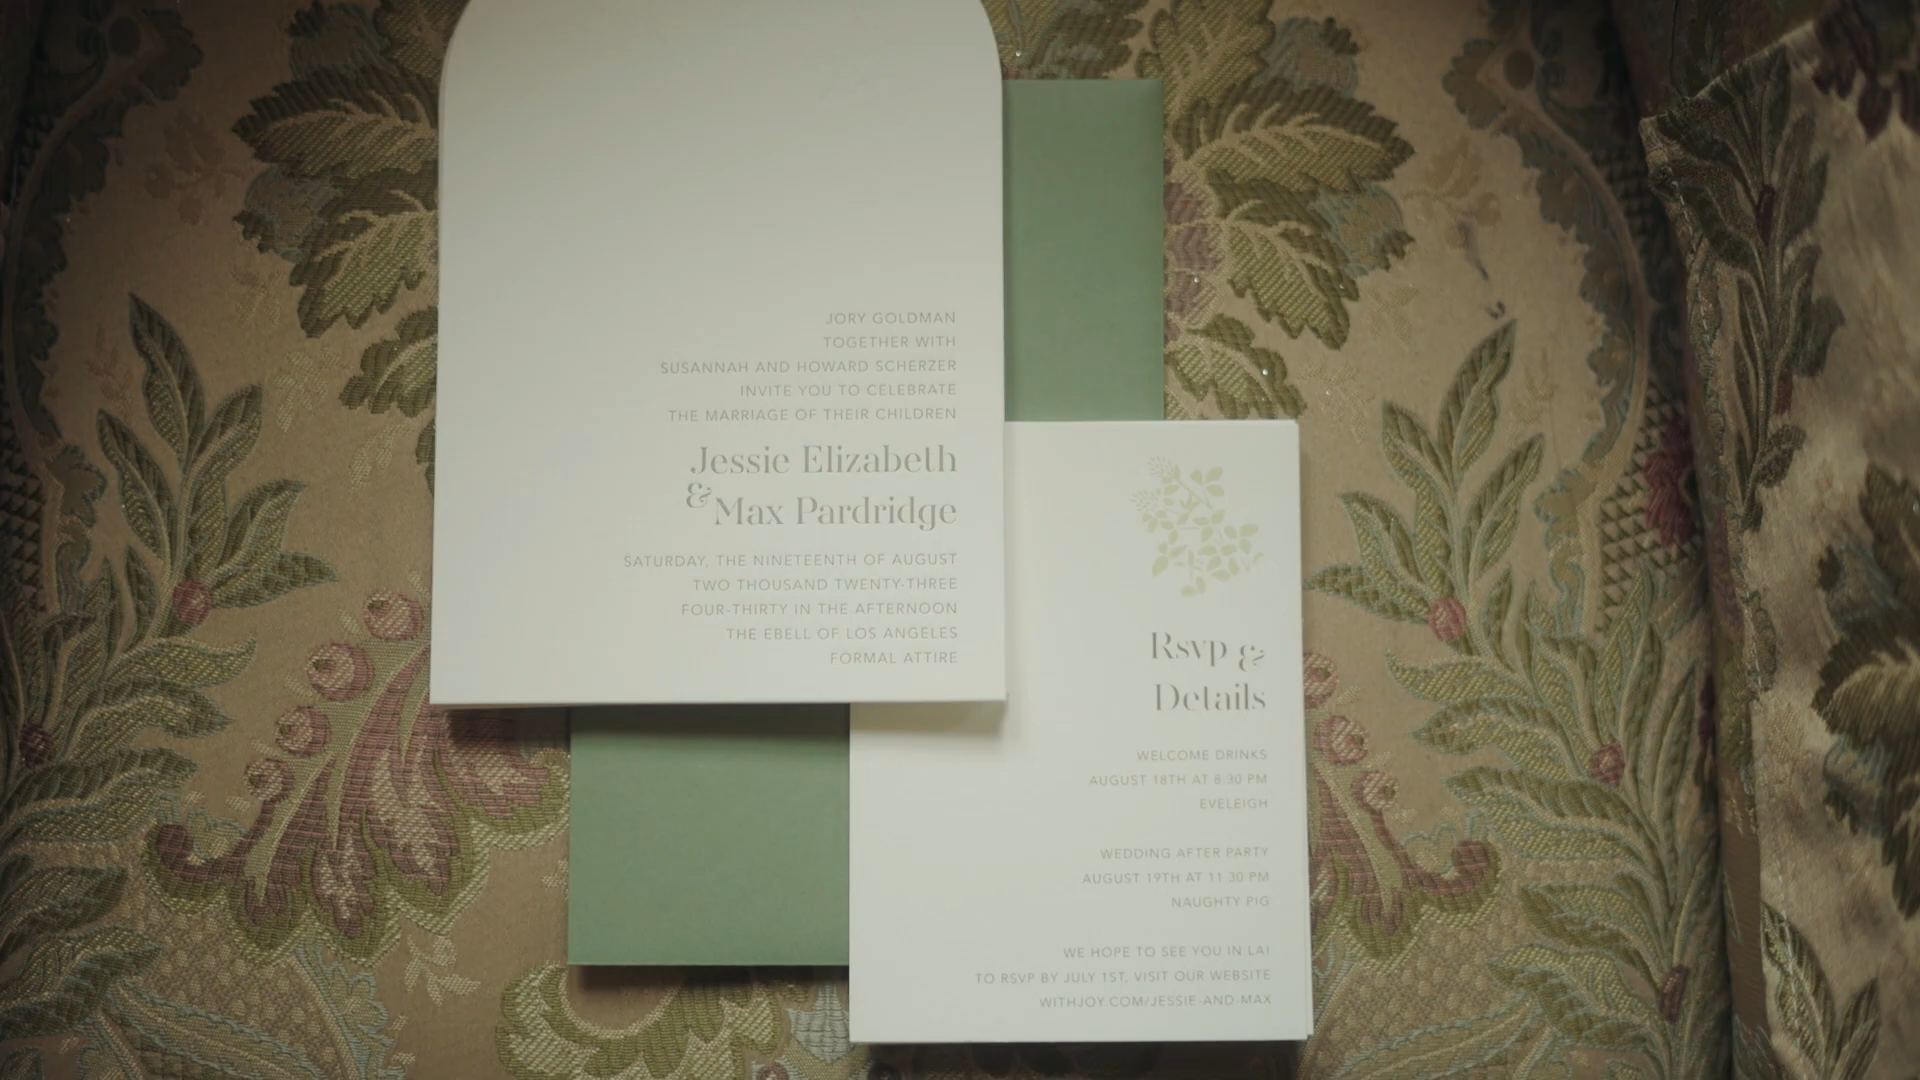 JORY GOLDMAN
TOGETHER WITH
SUSANNAH AND HOWARD SCHERZER
INVITE YOU TO CELEBRATE
THE MARRIAGE OF THEIR CHILDREN
Jessie Elizabeth
& Max Pardridge
SATURDAY, THE NINETEENTH OF AUGUST
TWO THOUSAND TWENTY-THREE
FOUR-THIRTY IN THE AFTERNOON
THE EBELL OF LOS ANGELES
FORMAL ATTIRE
Rsvp &
Details
WELCOME DRINKS
AUGUST 18TH AT 8:30 PM
EVELEIGH
WEDDING AFTER PARTY
AUGUST 19TH AT 11:30 PM
NAUGHTY PIG
WE HOPE TO SEE YOU IN LA!
TO RSVP BY JULY 1ST, VISIT OUR WEBSITE
WITHJOY.COM/JESSIE-AND-MAX